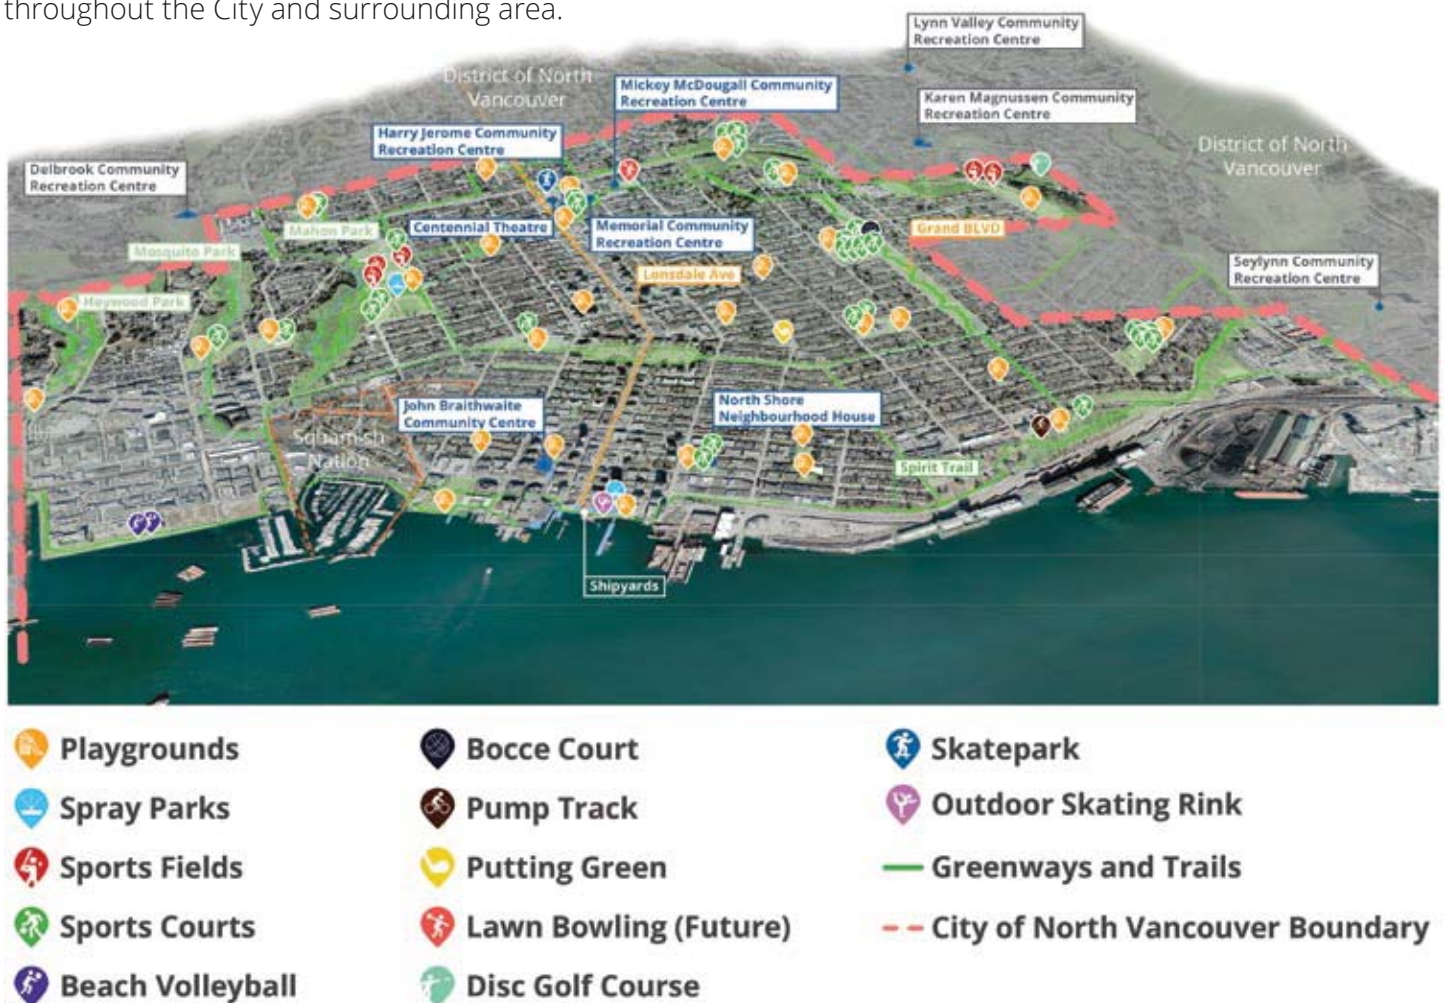 throughout the City and surrounding area.
Lynn Valley Community
Recreation Centre
District of North
Vancouver
Mickey McDougall Community
Recreation Centre
Karen Magnussen Community
Recreation Centre
Harry Jerome Community
Recreation Centre
District of North
Vancouver
Delbrook Community
Recreation Centre
Mahon Park
Centennial Theatre
Memorial Community
Recreation Centre
Grand BLVD
Mosquito Park
Lonsdale Ave
Seylynn Community
Recreation Centre
Heywood Park
John Braithwaite
Community Centre
North Shore
Neighbourhood House
Squamish
Nation
Spirit Trail
Shipyards
Playgrounds
Spray Parks
Sports Fields
Sports Courts
Beach Volleyball
Bocce Court
Pump Track
Putting Green
Lawn Bowling (Future)
Disc Golf Course
Skatepark
Outdoor Skating Rink
Greenways and Trails
City of North Vancouver Boundary